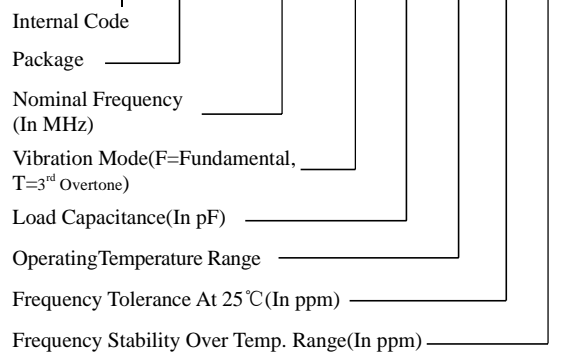 Internal Code
Package
Nominal Frequency
(In MHz)
Vibration Mode(F=Fundamental,
T=3rd Overtone)
Load Capacitance(In pF)
OperatingTemperature Range
Frequency Tolerance At 25℃(In ppm)
Frequency Stability Over Temp. Range(In ppm)